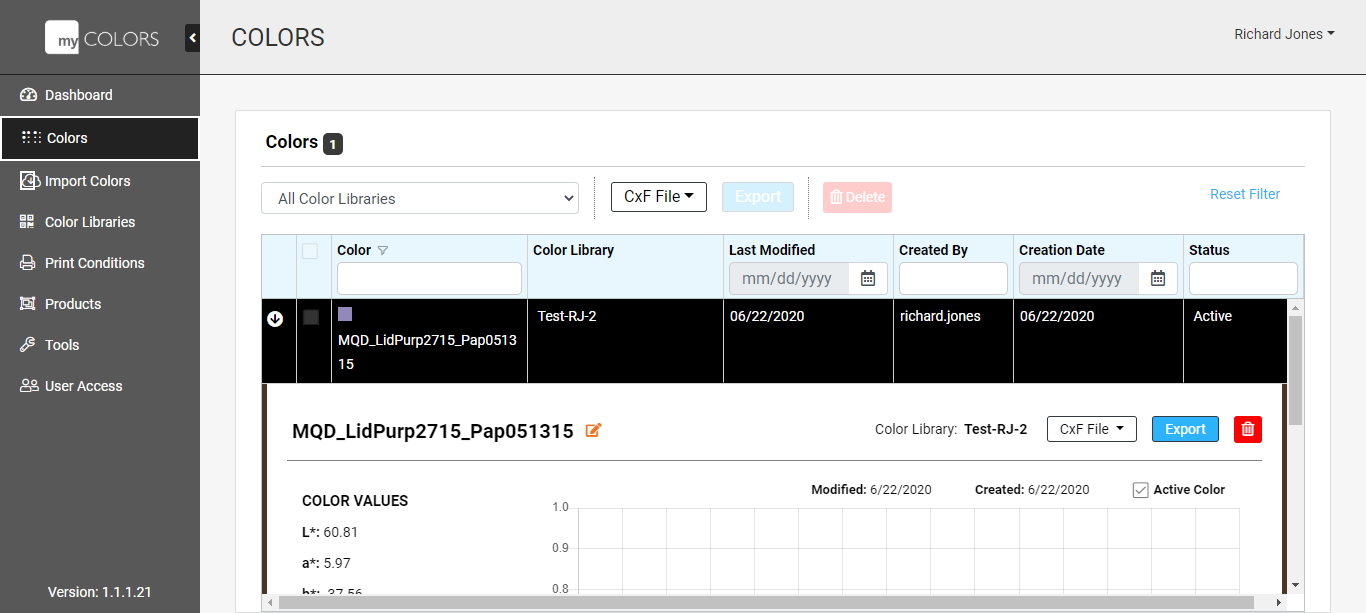 my COLORS
COLORS
Richard Jones
Dashboard
Colors
Import Colors
Color Libraries
Print Conditions
Products
Tools
User Access
Version: 1.1.1.21
Colors 1
All Color Libraries
CxF File
Export
Delete
Reset Filter
Color
Color Library
Last Modified
Created By
Creation Date
Status
mm/dd/yyyy
mm/dd/yyyy
MQD_LidPurp2715_Pap0513
15
Test-RJ-2
06/22/2020
richard.jones
06/22/2020
Active
MQD_LidPurp2715_Pap051315
Color Library: Test-RJ-2
CxF File
Export
Modified: 6/22/2020
Created: 6/22/2020
Active Color
COLOR VALUES
L*: 60.81
a*: 5.97
b*: -37.56
1.0
0.9
0.8